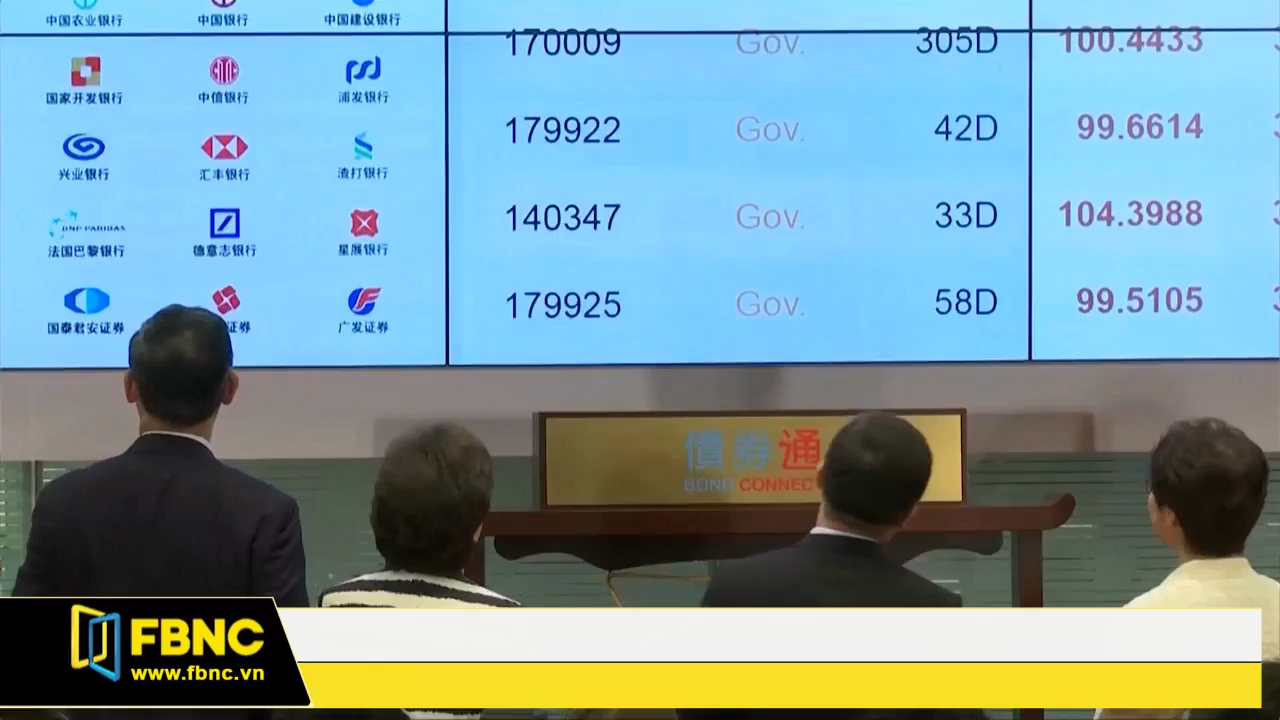 中国农业银行 中国银行 中国建设银行
国家开发银行 中信银行 浦发银行
兴业银行 汇丰银行 渣打银行
BNP PARIBAS
法国巴黎银行 德意志银行 星展银行
国泰君安证券 证券 广发证券
170009 Gov. 305D 100.4433
179922 Gov. 42D 99.6614
140347 Gov. 33D 104.3988
179925 Gov. 58D 99.5105
債券通
BOND CONNEC
FBNC
www.fbnc.vn